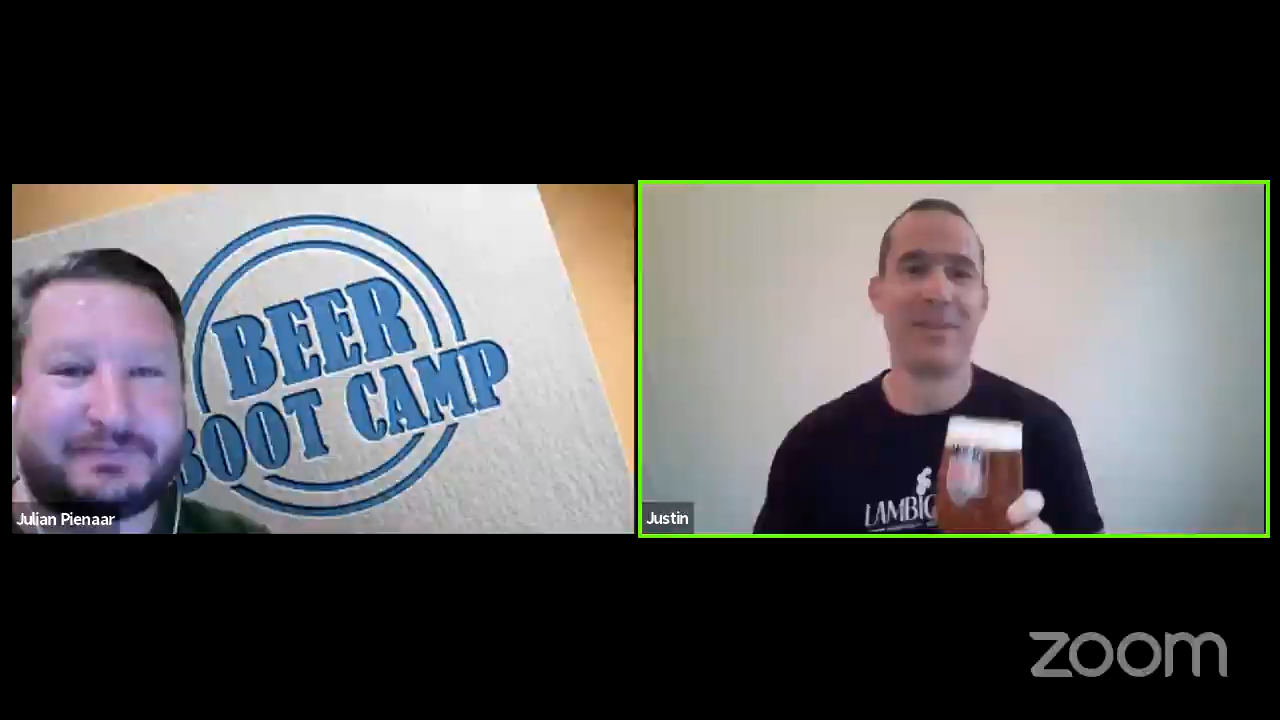 BEER
BOOT CAMP
Julian Pienaar
LAMBIC
Justin
zoom